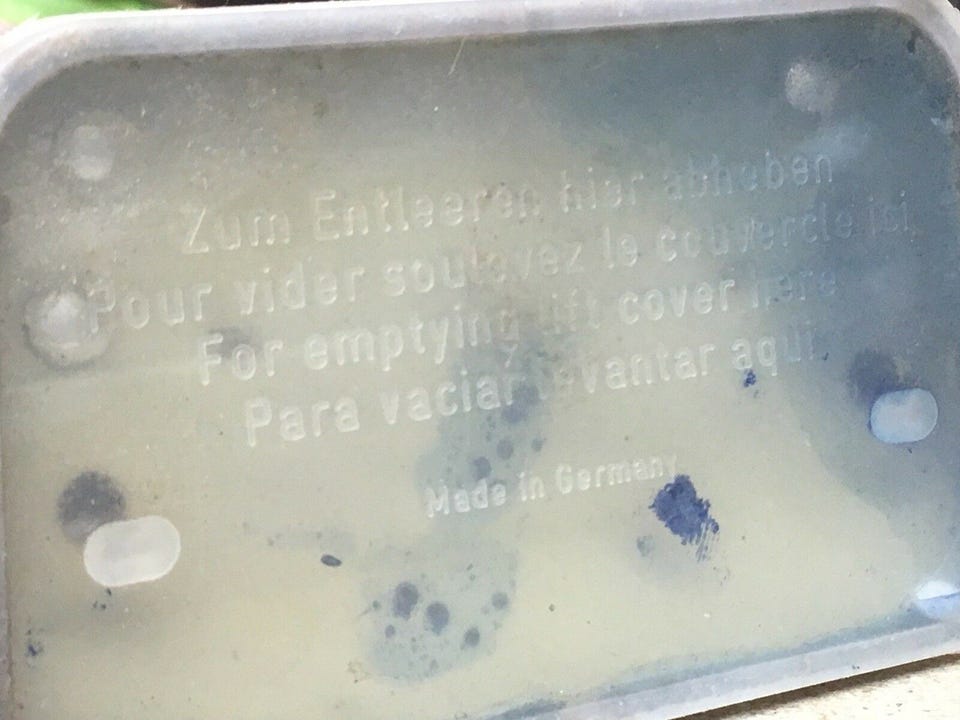 Zum Entleeren hier abheben
Pour vider soulevez le couvercle ici
For emptying lift cover here
Para vaciar levantar aqui
Made in Germany